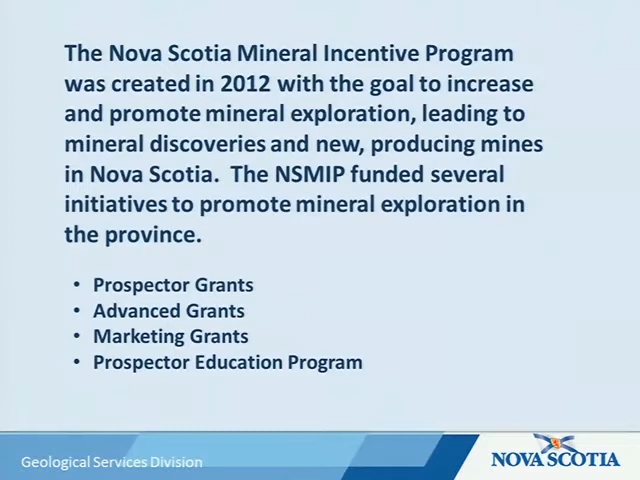 The Nova Scotia Mineral Incentive Program
was created in 2012 with the goal to increase
and promote mineral exploration, leading to
mineral discoveries and new, producing mines
in Nova Scotia.  The NSMIP funded several
initiatives to promote mineral exploration in
the province.
• Prospector Grants
• Advanced Grants
• Marketing Grants
• Prospector Education Program
Geological Services Division
NOVA SCOTIA